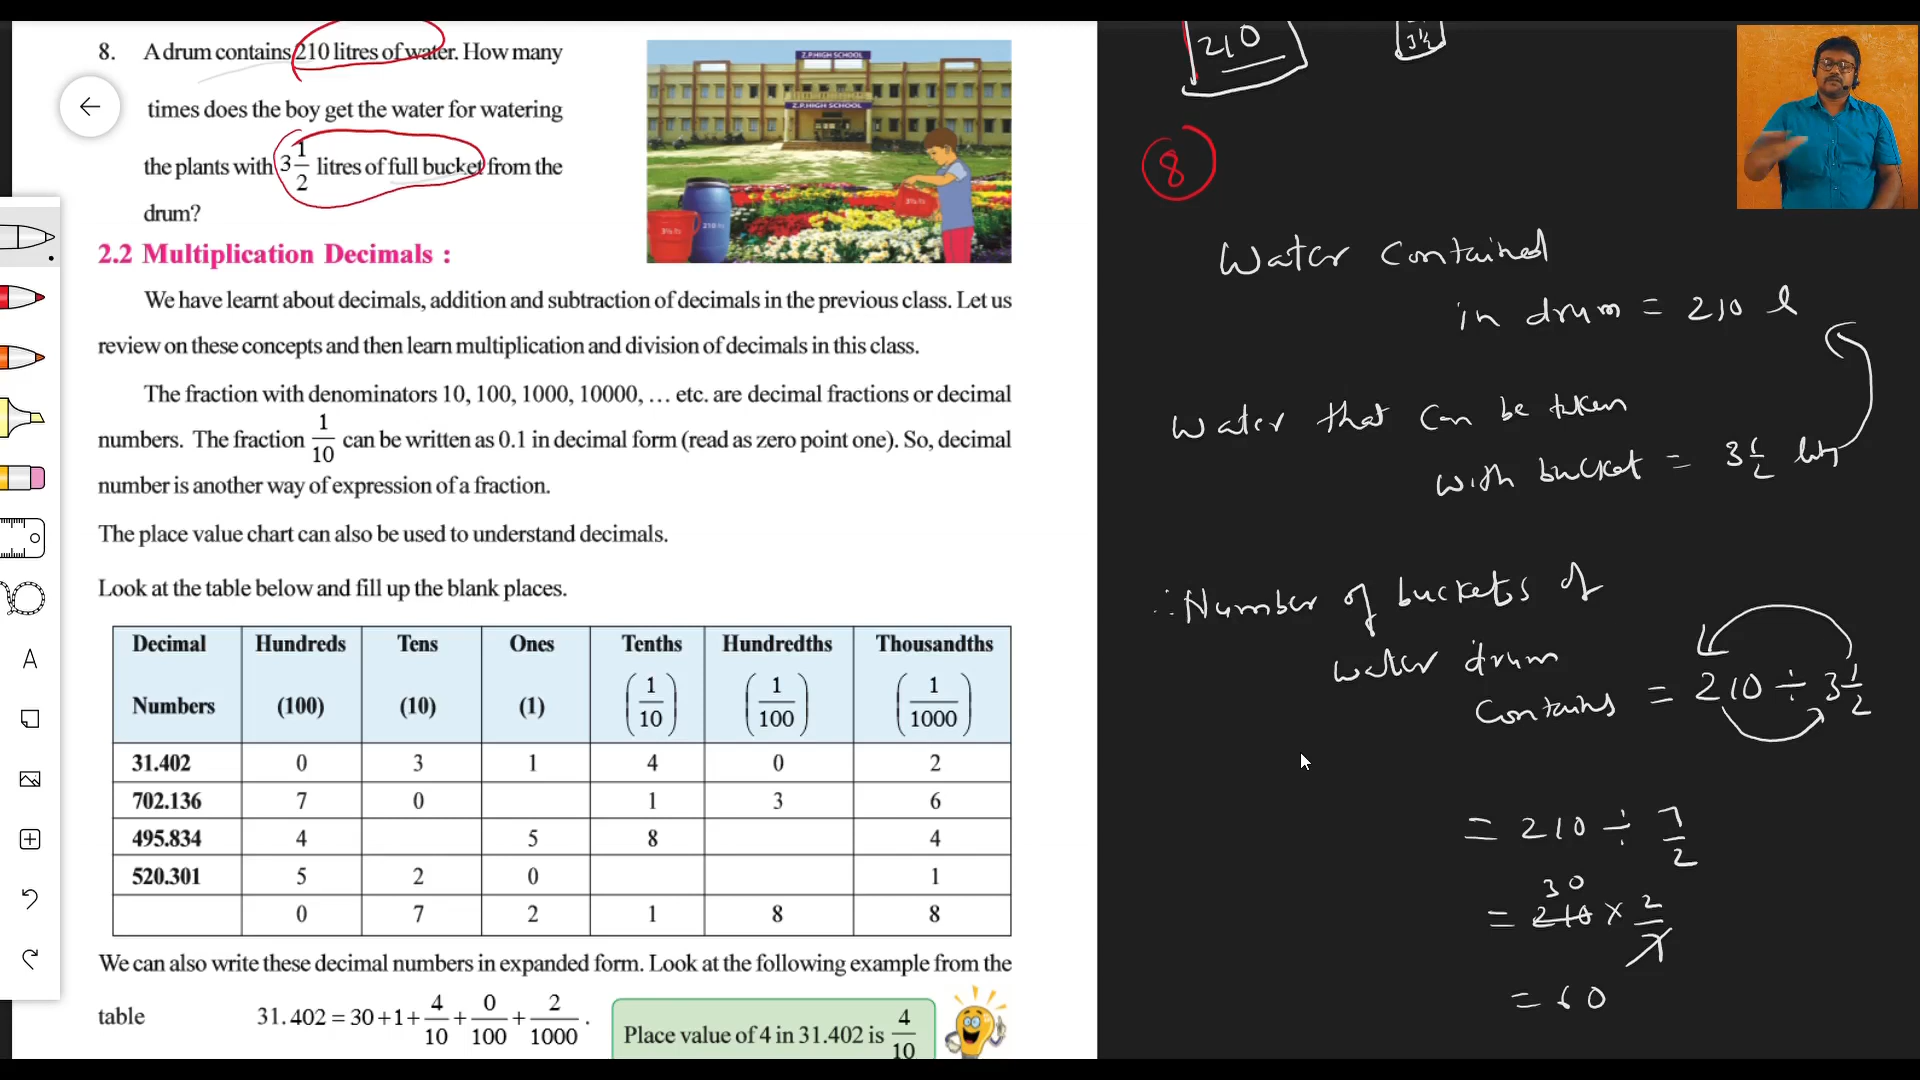 8. A drum contains 210 litres of water. How many
times does the boy get the water for watering
the plants with 3 1/2 litres of full bucket from the
drum?
Z.P.HIGH SCHOOL
Z.P.HIGH SCHOOL
2.2 Multiplication Decimals :
We have learnt about decimals, addition and subtraction of decimals in the previous class. Let us
review on these concepts and then learn multiplication and division of decimals in this class.
The fraction with denominators 10, 100, 1000, 10000, … etc. are decimal fractions or decimal
numbers. The fraction 1/10 can be written as 0.1 in decimal form (read as zero point one). So, decimal
number is another way of expression of a fraction.
The place value chart can also be used to understand decimals.
Look at the table below and fill up the blank places.
Decimal Numbers Hundreds (100) Tens (10) Ones (1) Tenths (1/10) Hundredths (1/100) Thousandths (1/1000)
31.402 0 3 1 4 0 2
702.136 7 0 1 3 6
495.834 4 5 8 4
520.301 5 2 0 1
0 7 2 1 8 8
We can also write these decimal numbers in expanded form. Look at the following example from the
table 31.402 = 30 + 1 + 4/10 + 0/100 + 2/1000 .
Place value of 4 in 31.402 is 4/10
A
210
3 1/2
8
Water contained
in drum = 210 l
Water that can be taken
with bucket = 3 1/2
∴ Number of buckets of
water drum
contains = 210 ÷ 3 1/2
= 210 ÷ 7/2
30
= 210 × 2/7
= 60